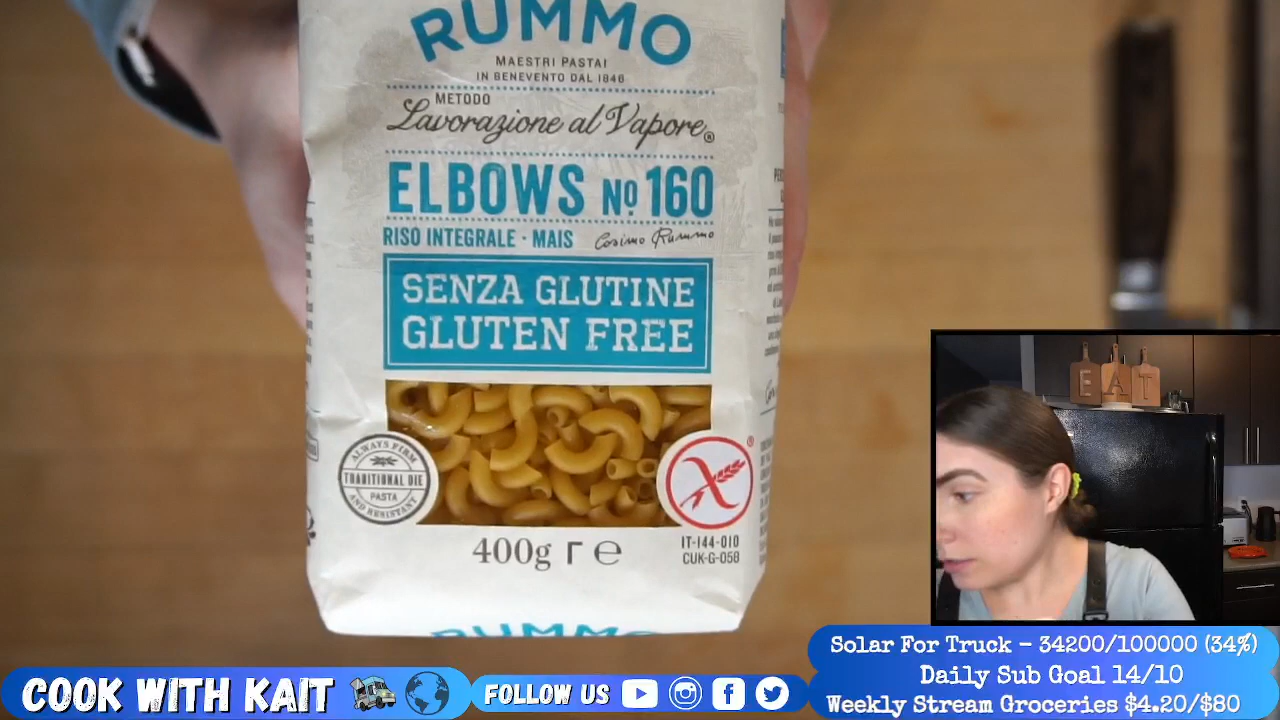 RUMMO
MAESTRI PASTAI
IN BENEVENTO DAL 1846
METODO
Lavorazione al Vapore®
ELBOWS Nº 160
RISO INTEGRALE · MAIS Cosimo Rummo
SENZA GLUTINE
GLUTEN FREE
ALWAYS FIRM
TRADITIONAL DIE
PASTA
AND RESISTANT
®
400g Γ ℮
IT-144-010
CUK-G-058
RUMMO
EAT
Solar For Truck - 34200/100000 (34%)
Daily Sub Goal 14/10
Weekly Stream Groceries $4.20/$80
COOK WITH KAIT
FOLLOW US